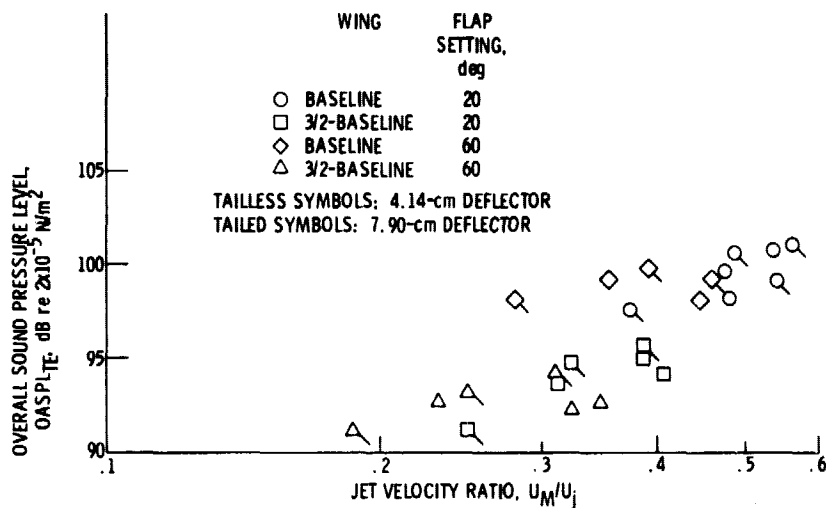 WING FLAP
SETTING,
deg
BASELINE 20
3/2-BASELINE 20
BASELINE 60
3/2-BASELINE 60
TAILLESS SYMBOLS: 4.14-cm DEFLECTOR
TAILED SYMBOLS: 7.90-cm DEFLECTOR
OVERALL SOUND PRESSURE LEVEL,
OASPL_TE, dB re 2x10^-5 N/m^2
105
100
95
90
.1 .2 .3 .4 .5 .6
JET VELOCITY RATIO, U_M/U_j